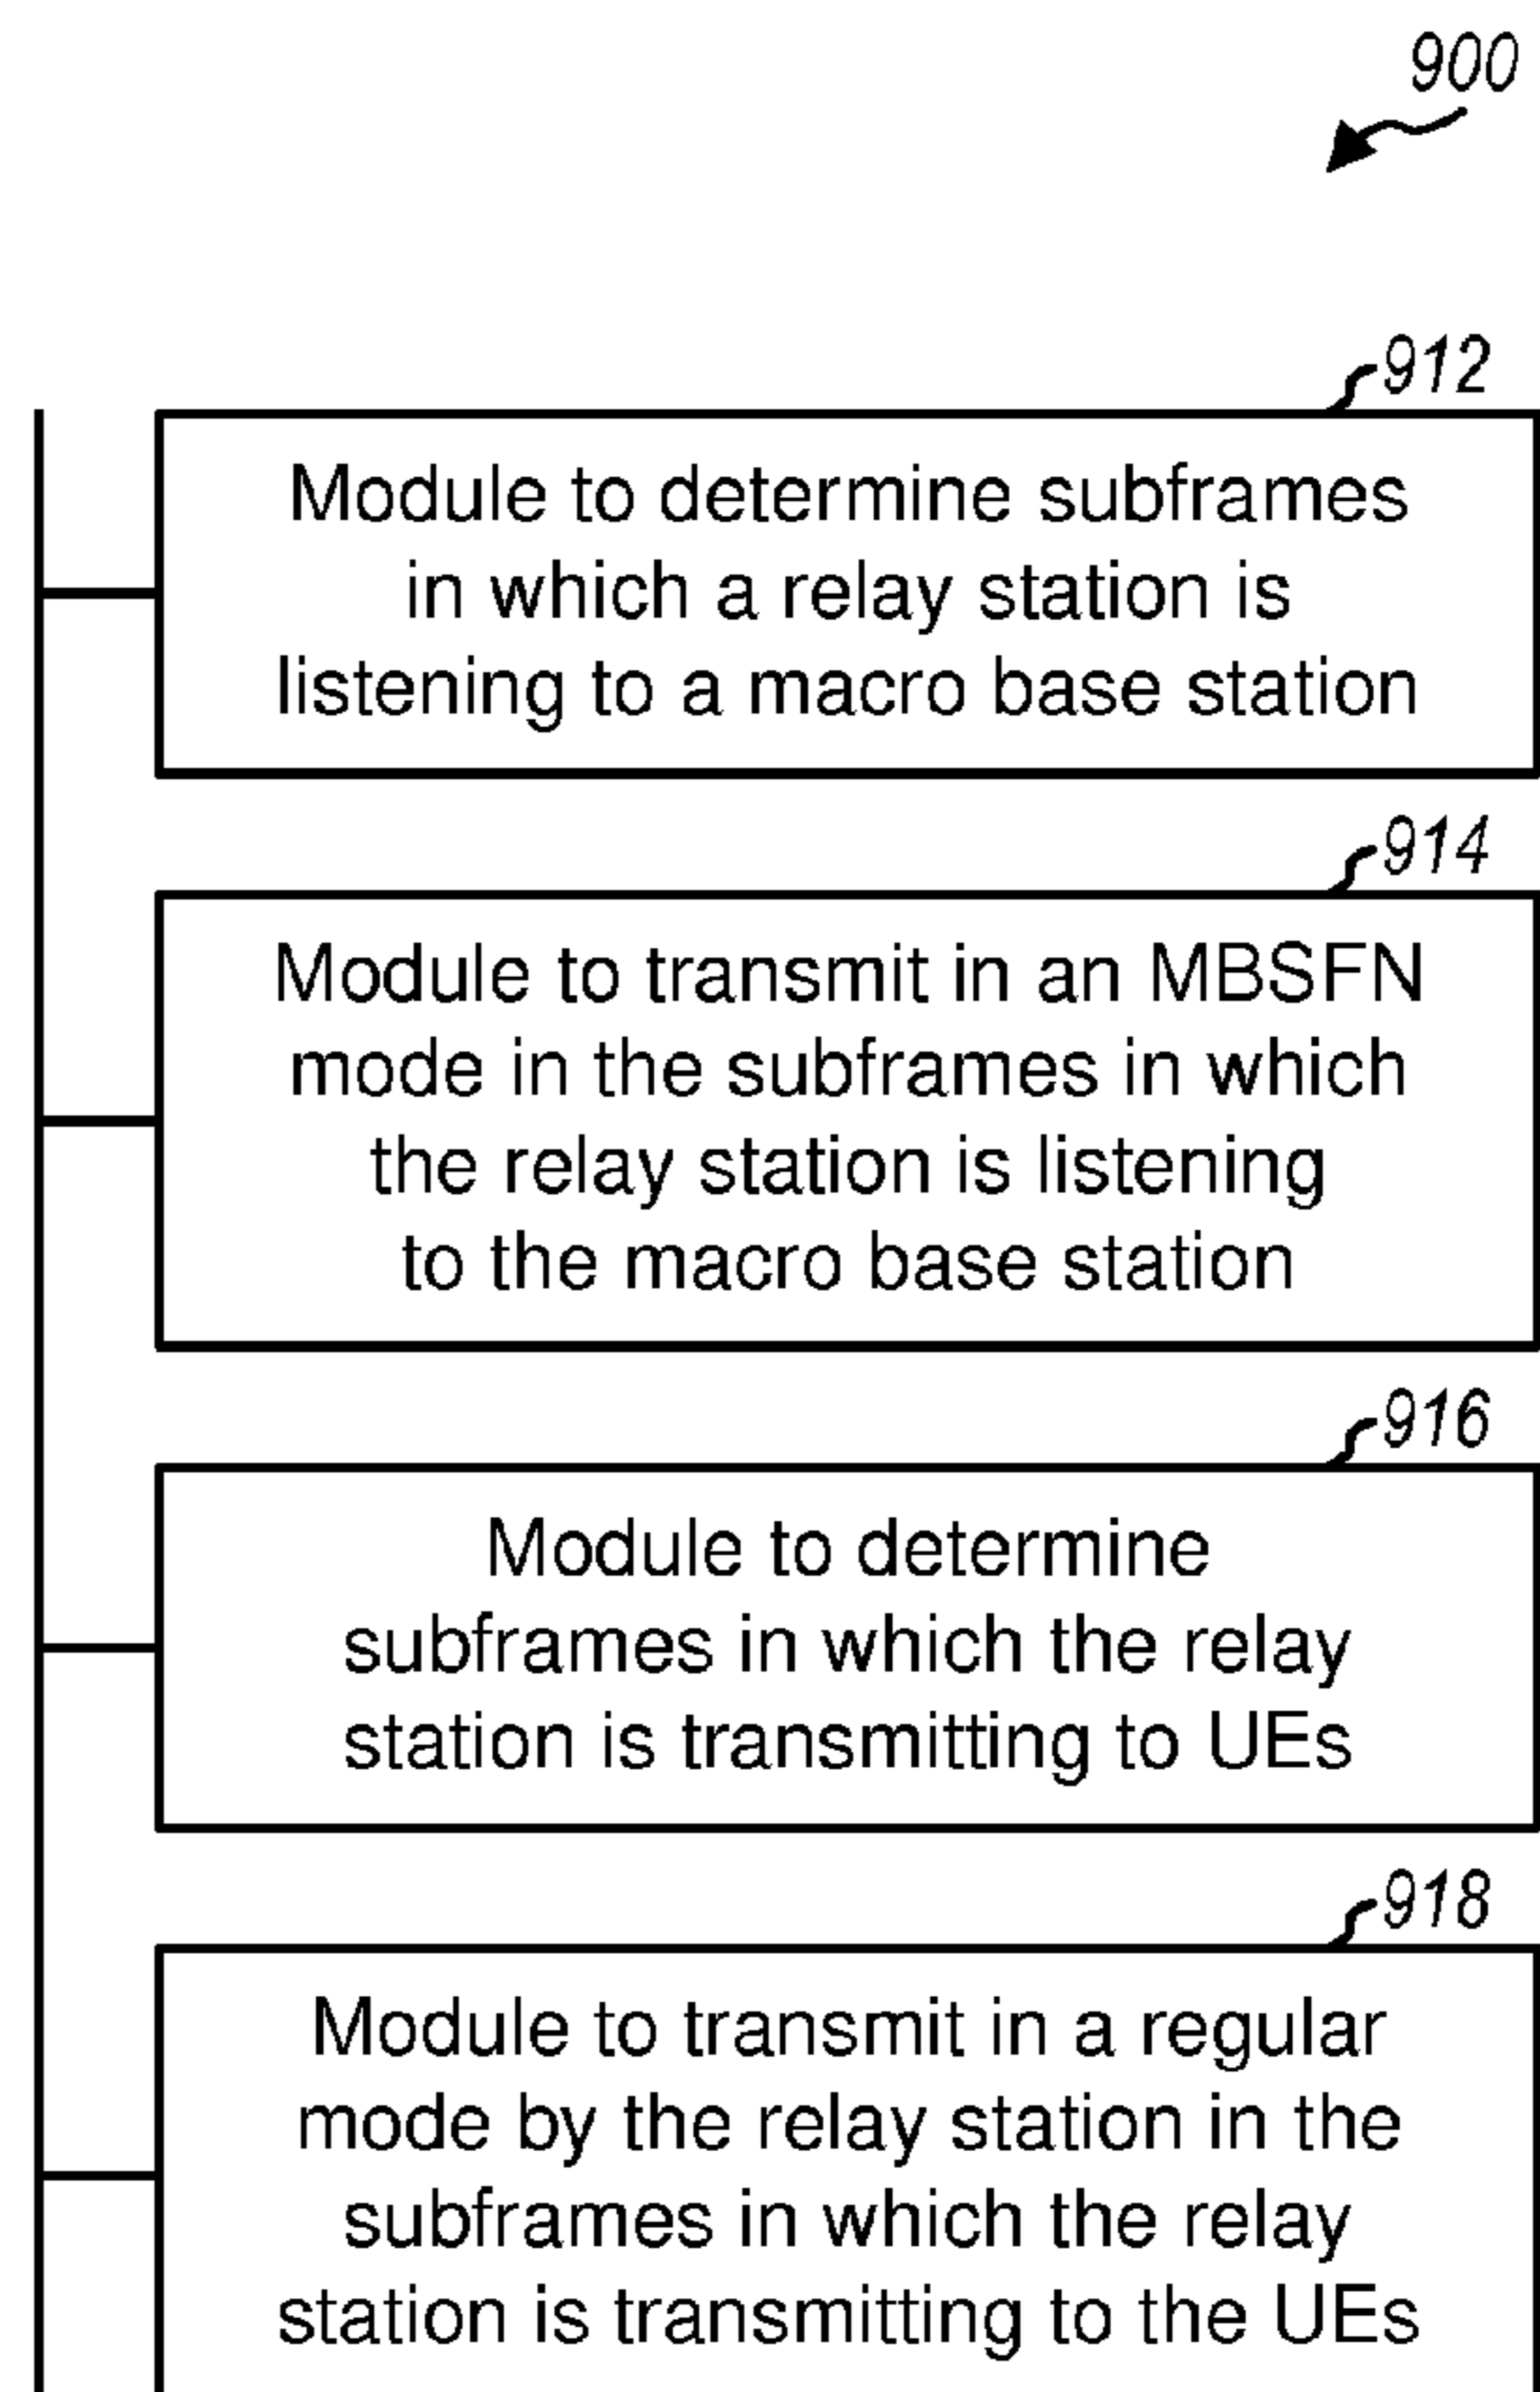 900
912
Module to determine subframes
in which a relay station is
listening to a macro base station
914
Module to transmit in an MBSFN
mode in the subframes in which
the relay station is listening
to the macro base station
916
Module to determine
subframes in which the relay
station is transmitting to UEs
918
Module to transmit in a regular
mode by the relay station in the
subframes in which the relay
station is transmitting to the UEs